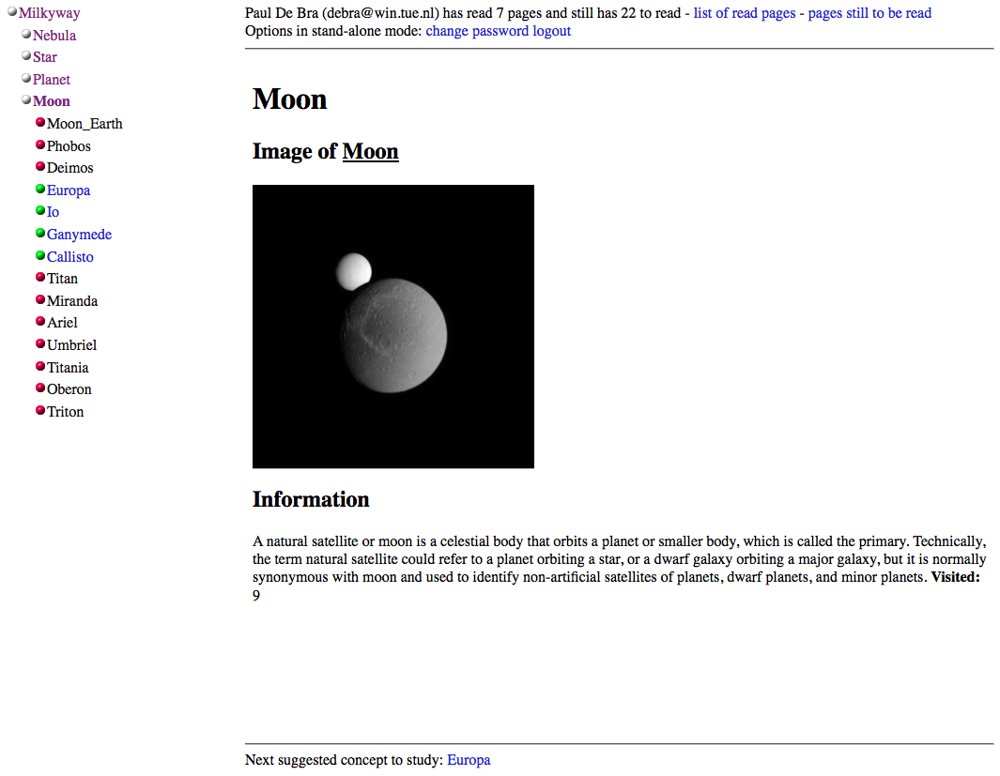 Milkyway
Nebula
Star
Planet
Moon
Moon_Earth
Phobos
Deimos
Europa
Io
Ganymede
Callisto
Titan
Miranda
Ariel
Umbriel
Titania
Oberon
Triton
Paul De Bra (debra@win.tue.nl) has read 7 pages and still has 22 to read - list of read pages - pages still to be read
Options in stand-alone mode: change password logout
Moon
Image of Moon
Information
A natural satellite or moon is a celestial body that orbits a planet or smaller body, which is called the primary. Technically,
the term natural satellite could refer to a planet orbiting a star, or a dwarf galaxy orbiting a major galaxy, but it is normally
synonymous with moon and used to identify non-artificial satellites of planets, dwarf planets, and minor planets. Visited:
9
Next suggested concept to study: Europa